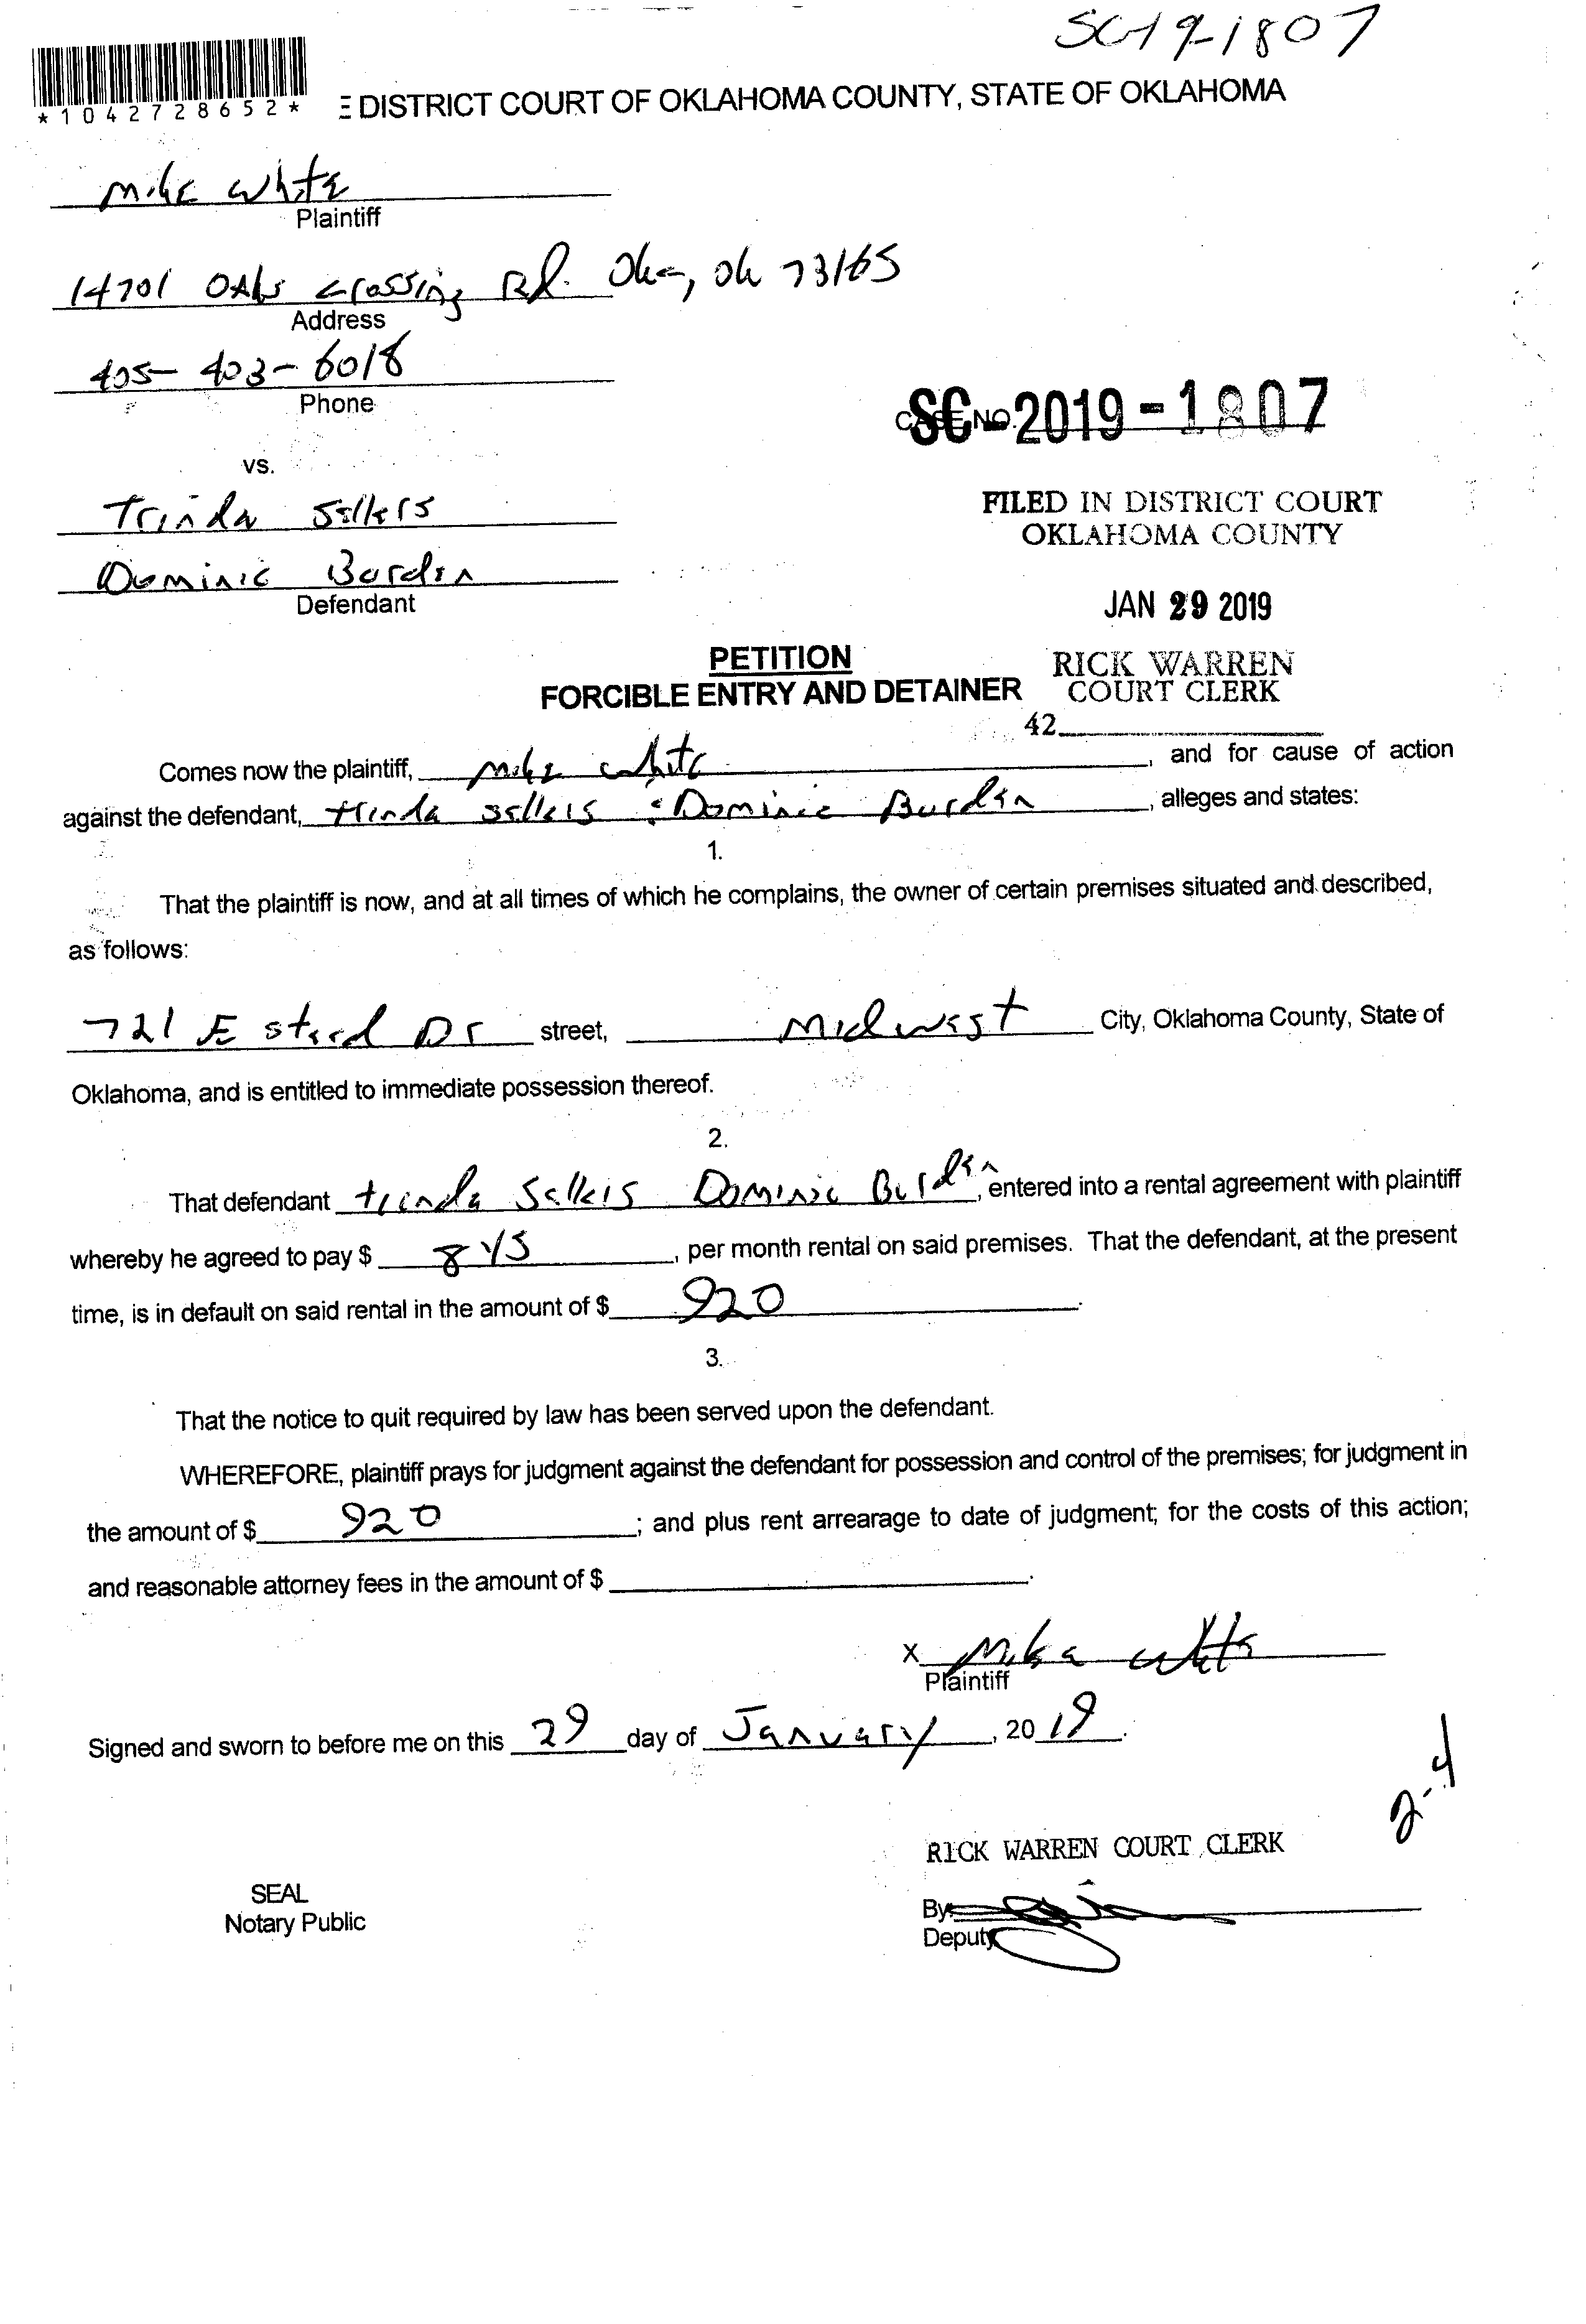 SC-19-1807
*1042728652*
E DISTRICT COURT OF OKLAHOMA COUNTY, STATE OF OKLAHOMA
Mike White
Plaintiff
14701 Oaks Crossing Rd. Okc, Ok 73165
Address
405-403-6018
Phone
vs.
CASE NO.
SC-2019-1807
Trinda Sellers
FILED IN DISTRICT COURT
OKLAHOMA COUNTY
Dominic Burden
Defendant
JAN 29 2019
PETITION
FORCIBLE ENTRY AND DETAINER
RICK WARREN
COURT CLERK
42
Comes now the plaintiff, Mike White, and for cause of action
against the defendant, Trinda Sellers & Dominic Burden, alleges and states:
1.
That the plaintiff is now, and at all times of which he complains, the owner of certain premises situated and described,
as follows:
721 E Steed Dr street, Midwest City, Oklahoma County, State of
Oklahoma, and is entitled to immediate possession thereof.
2.
That defendant Trinda Sellers Dominic Burden, entered into a rental agreement with plaintiff
whereby he agreed to pay $ 845, per month rental on said premises. That the defendant, at the present
time, is in default on said rental in the amount of $ 920.
3.
That the notice to quit required by law has been served upon the defendant.
WHEREFORE, plaintiff prays for judgment against the defendant for possession and control of the premises; for judgment in
the amount of $ 920; and plus rent arrearage to date of judgment; for the costs of this action;
and reasonable attorney fees in the amount of $
X Mike White
Plaintiff
Signed and sworn to before me on this 29 day of January, 2019.
2-4
RICK WARREN COURT CLERK
SEAL
Notary Public
By:
Deputy